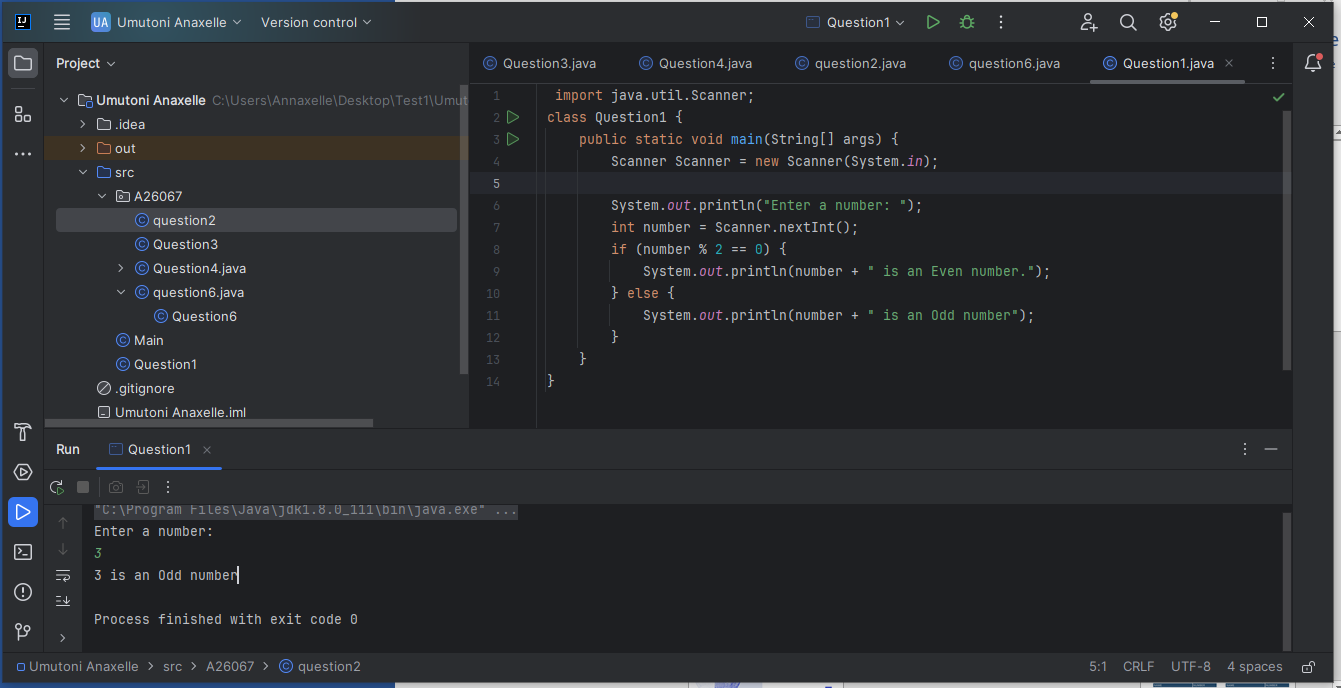 UA Umutoni Anaxelle Version control Question1
Project
Umutoni Anaxelle C:\Users\Annaxelle\Desktop\Test1\Umut
.idea
out
src
A26067
question2
Question3
Question4.java
question6.java
Question6
Main
Question1
.gitignore
Umutoni Anaxelle.iml
Question3.java Question4.java question2.java question6.java Question1.java
1 import java.util.Scanner;
2 class Question1 {
3 public static void main(String[] args) {
4 Scanner Scanner = new Scanner(System.in);
5
6 System.out.println("Enter a number: ");
7 int number = Scanner.nextInt();
8 if (number % 2 == 0) {
9 System.out.println(number + " is an Even number.");
10 } else {
11 System.out.println(number + " is an Odd number");
12 }
13 }
14 }
Run Question1
"C:\Program Files\Java\jdk1.8.0_111\bin\java.exe" ...
Enter a number:
3
3 is an Odd number
Process finished with exit code 0
Umutoni Anaxelle > src > A26067 > question2 5:1 CRLF UTF-8 4 spaces